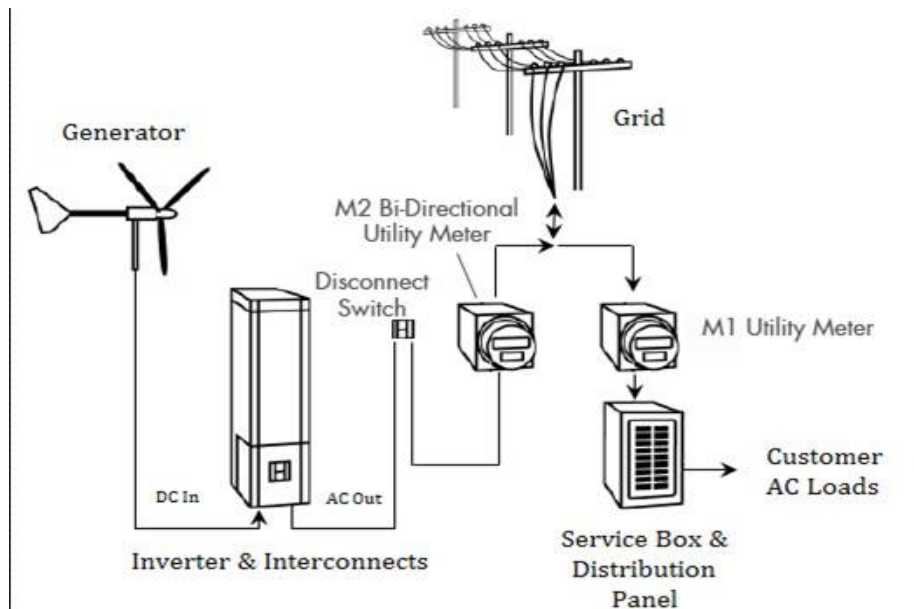 Grid
Generator
M2 Bi-Directional
Utility Meter
Disconnect
Switch
M1 Utility Meter
DC In
AC Out
Customer
AC Loads
Inverter & Interconnects
Service Box &
Distribution
Panel